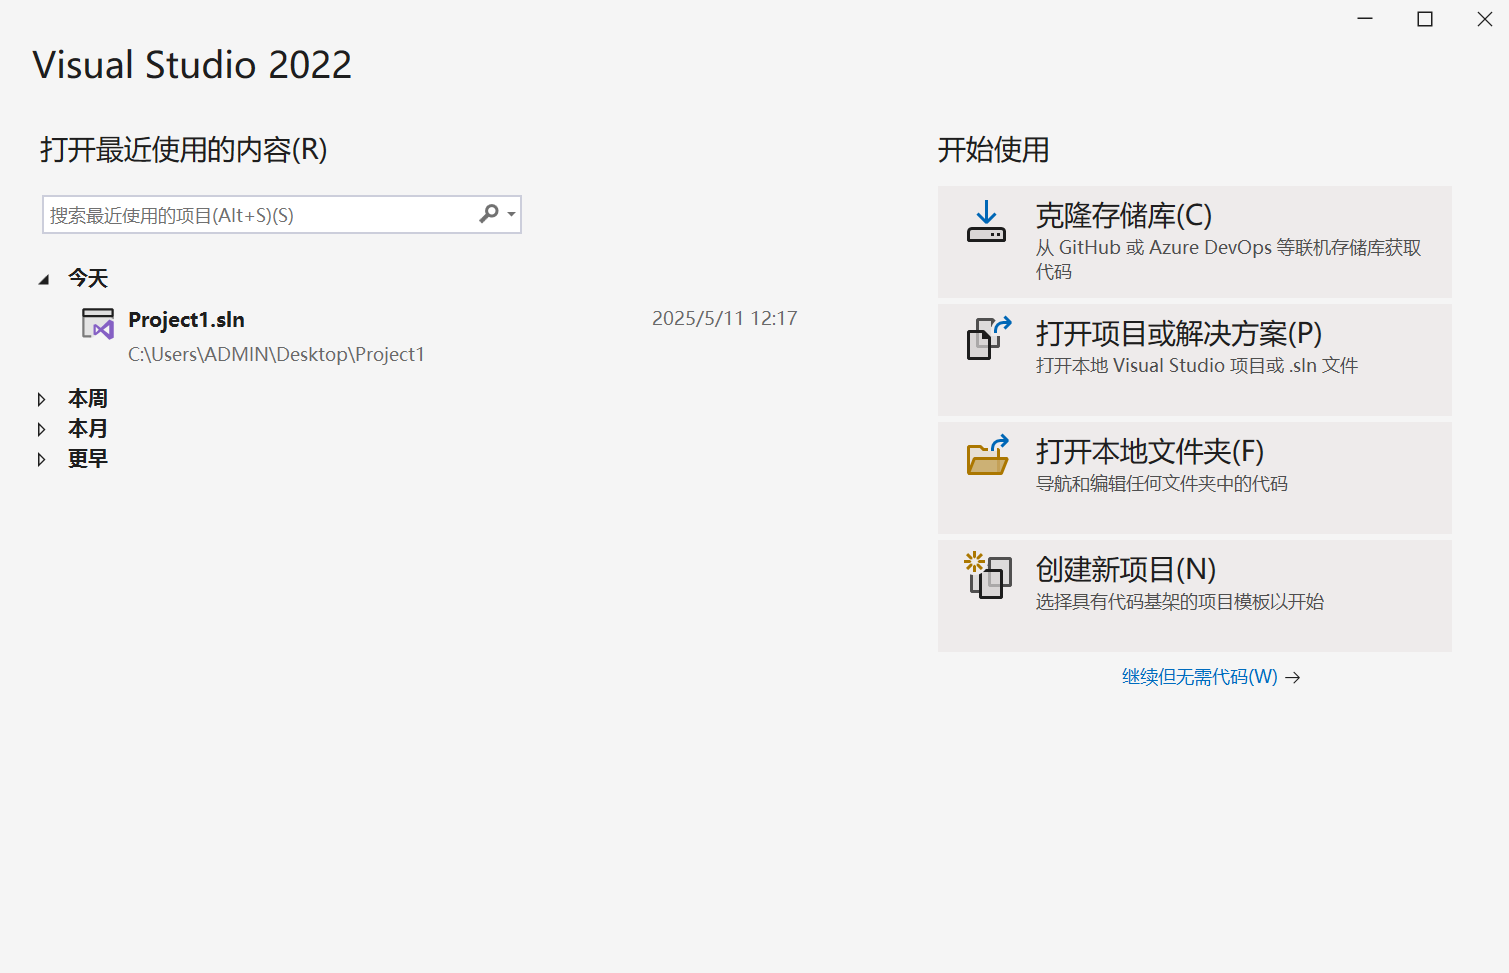 Visual Studio 2022
打开最近使用的内容(R)
搜索最近使用的项目(Alt+S)(S)
今天
Project1.sln
2025/5/11 12:17
C:\Users\ADMIN\Desktop\Project1
本周
本月
更早
开始使用
克隆存储库(C)
从 GitHub 或 Azure DevOps 等联机存储库获取
代码
打开项目或解决方案(P)
打开本地 Visual Studio 项目或 .sln 文件
打开本地文件夹(F)
导航和编辑任何文件夹中的代码
创建新项目(N)
选择具有代码基架的项目模板以开始
继续但无需代码(W) →